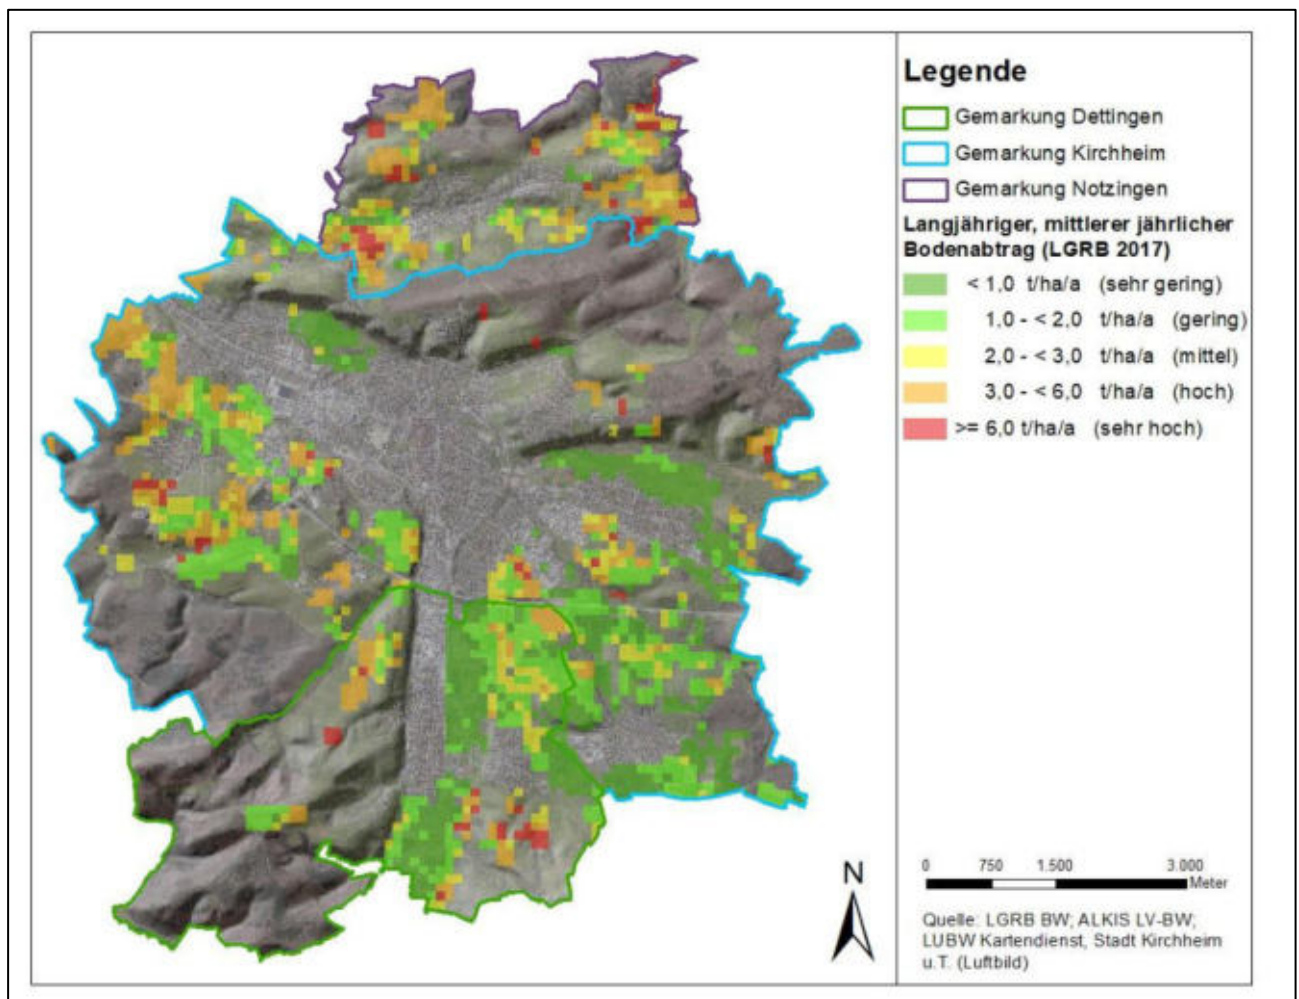 Legende
Gemarkung Dettingen
Gemarkung Kirchheim
Gemarkung Notzingen
Langjähriger, mittlerer jährlicher
Bodenabtrag (LGRB 2017)
< 1,0 t/ha/a (sehr gering)
1,0 - < 2,0 t/ha/a (gering)
2,0 - < 3,0 t/ha/a (mittel)
3,0 - < 6,0 t/ha/a (hoch)
>= 6,0 t/ha/a (sehr hoch)
N
0 750 1.500 3.000
Meter
Quelle: LGRB BW; ALKIS LV-BW;
LUBW Kartendienst, Stadt Kirchheim
u.T. (Luftbild)